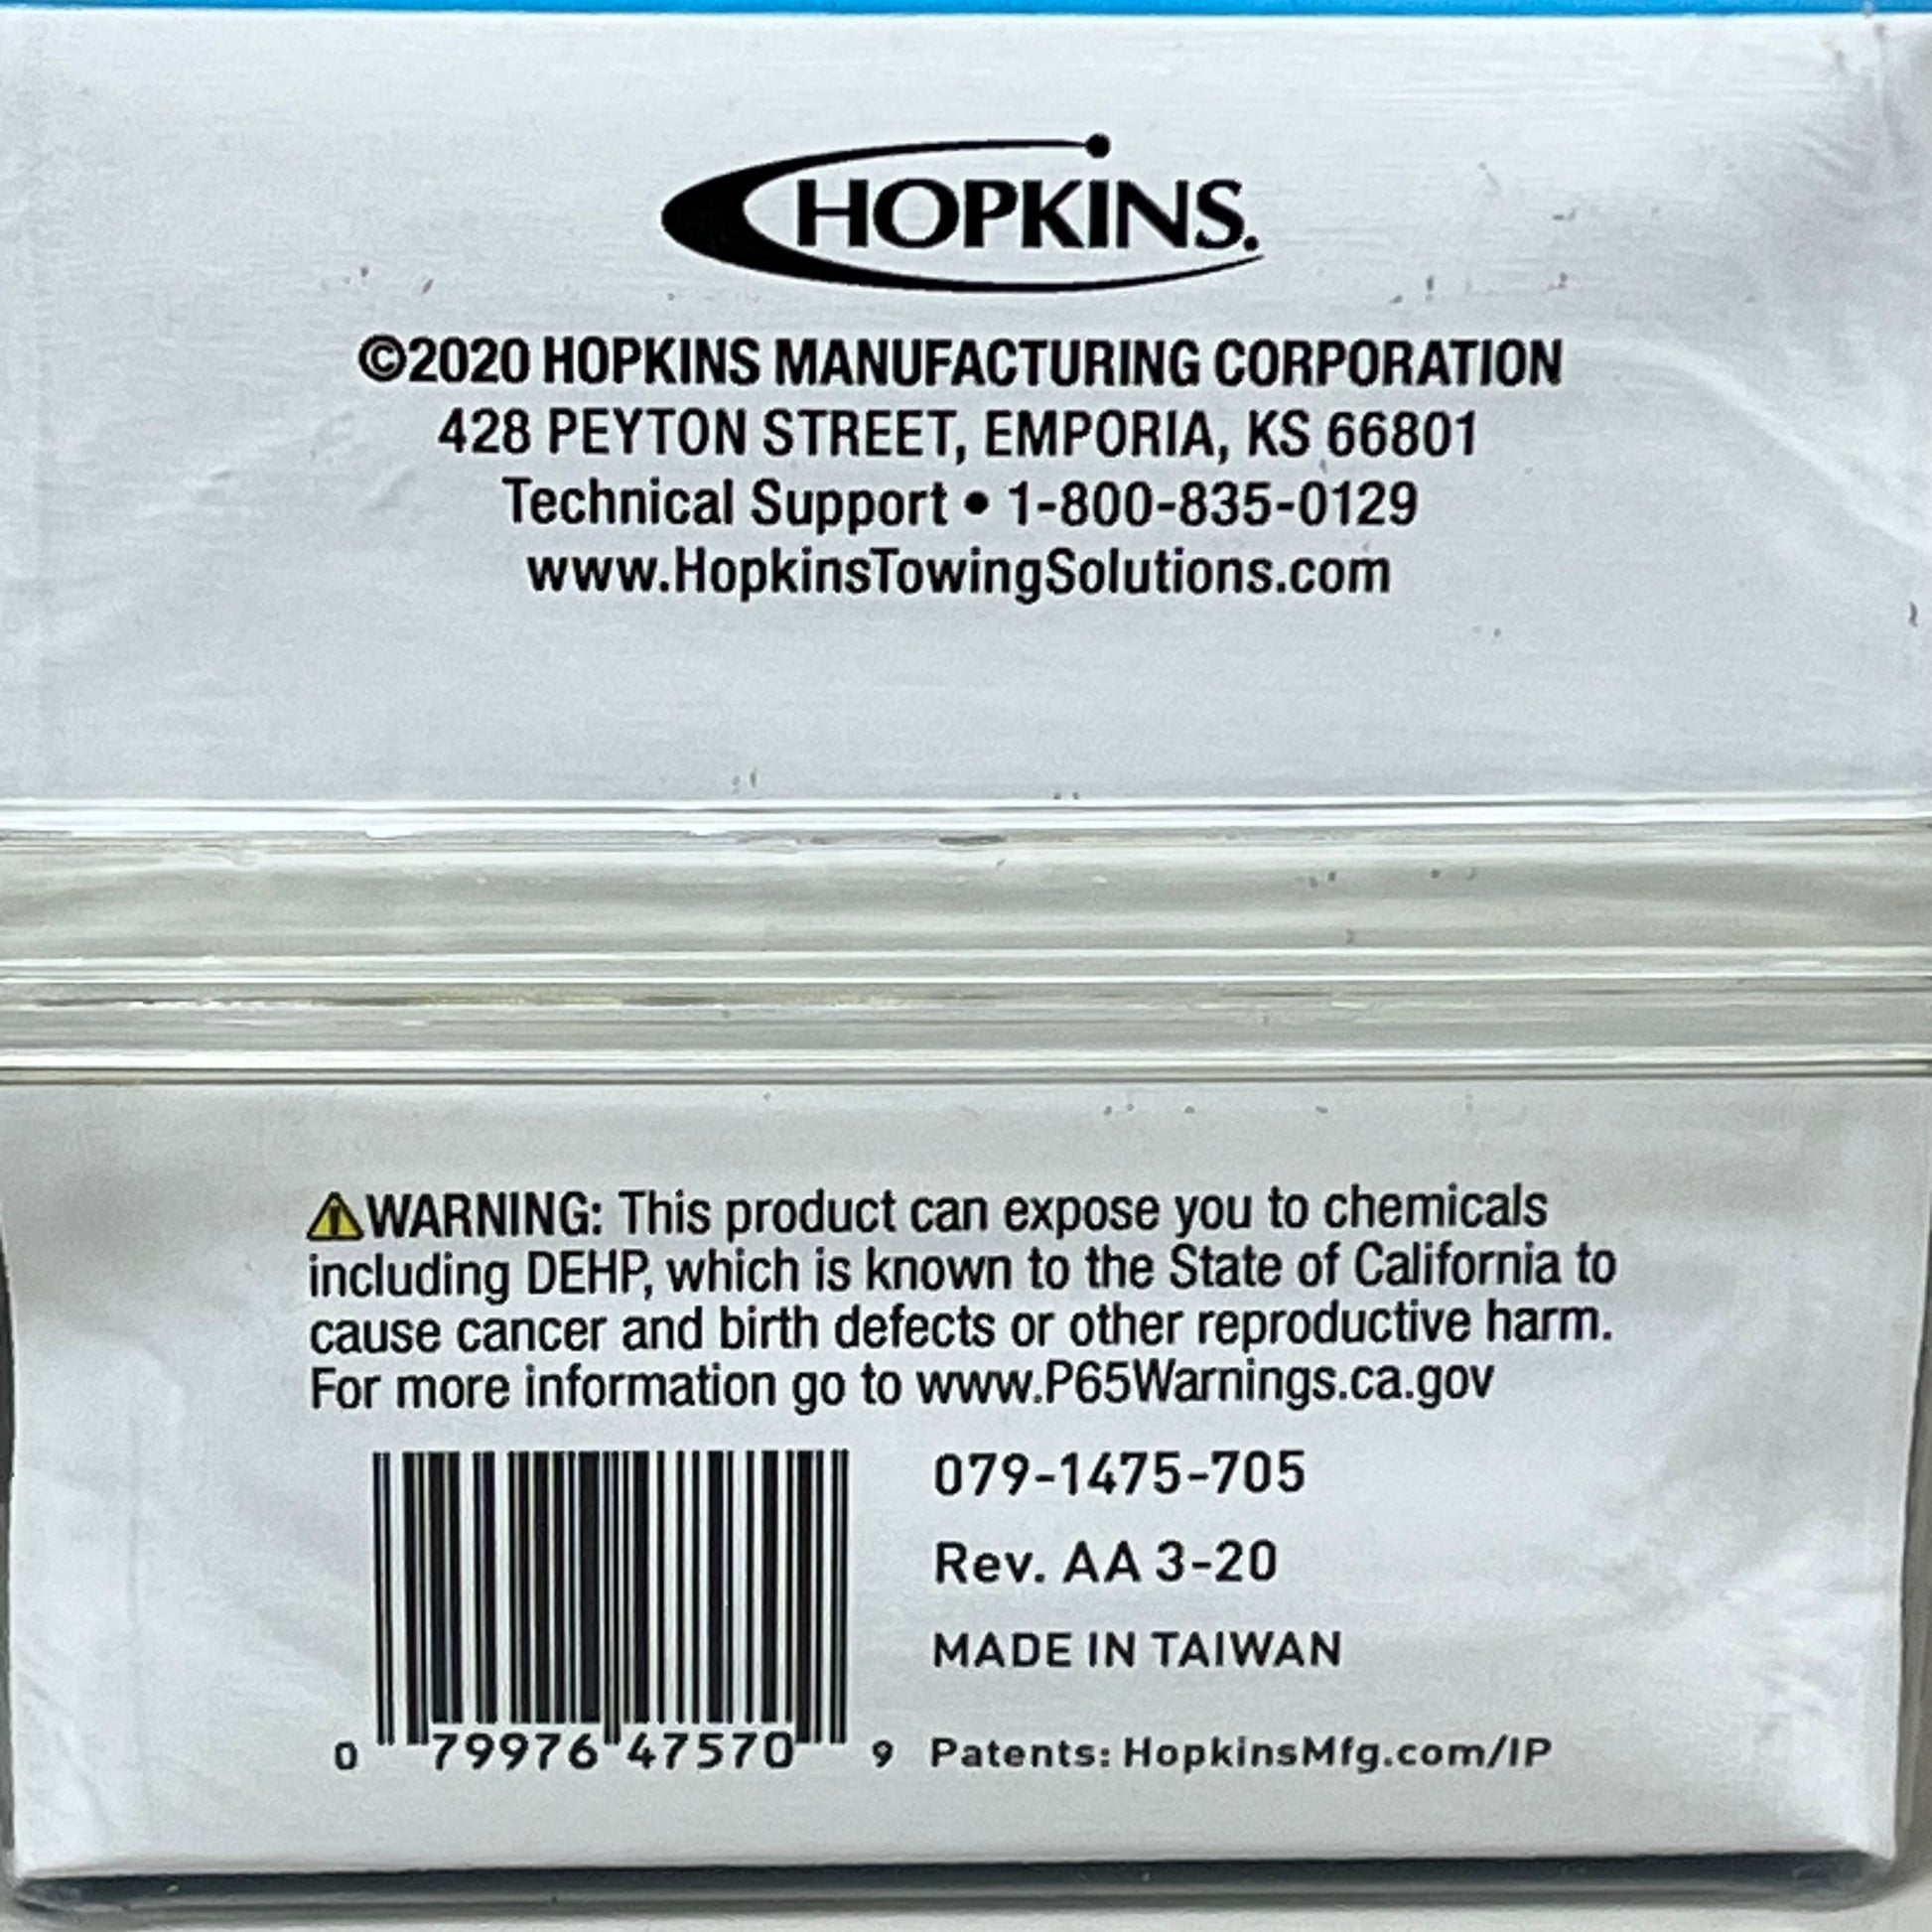 HOPKINS.
©2020 HOPKINS MANUFACTURING CORPORATION
428 PEYTON STREET, EMPORIA, KS 66801
Technical Support • 1-800-835-0129
www.HopkinsTowingSolutions.com
⚠WARNING: This product can expose you to chemicals
including DEHP, which is known to the State of California to
cause cancer and birth defects or other reproductive harm.
For more information go to www.P65Warnings.ca.gov
079-1475-705
Rev. AA 3-20
MADE IN TAIWAN
0 79976 47570 9
Patents: HopkinsMfg.com/IP